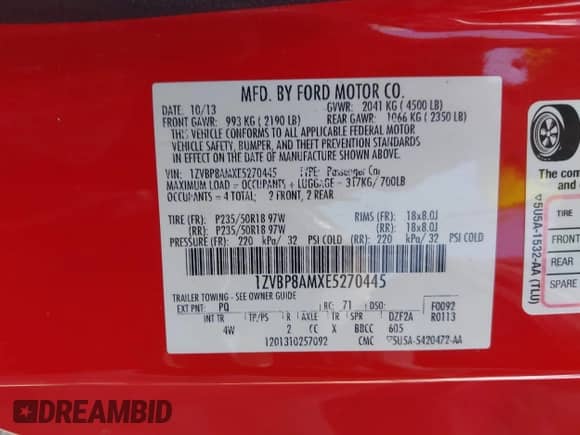 MFD. BY FORD MOTOR CO.
DATE: 10/13 GVWR: 2041 KG ( 4500 LB)
FRONT GAWR: 993 KG ( 2190 LB) REAR GAWR: 1066 KG ( 2350 LB)
THIS VEHICLE CONFORMS TO ALL APPLICABLE FEDERAL MOTOR
VEHICLE SAFETY, BUMPER, AND THEFT PREVENTION STANDARDS
IN EFFECT ON THE DATE OF MANUFACTURE SHOWN ABOVE.
VIN: 1ZVBP8AMXE5270445 TYPE: Passenger Car
MAXIMUM LOAD = OCCUPANTS + LUGGAGE = 317KG/ 700LB
OCCUPANTS = 4 TOTAL; 2 FRONT, 2 REAR
TIRE (FR): P235/50R18 97W RIMS (FR): 18x8.0J
(RR): P235/50R18 97W (RR): 18x8.0J
PRESSURE (FR): 220 kPa/ 32 PSI COLD (RR) 220 kPa/ 32 PSI COLD
1ZVBP8AMXE5270445
TRAILER TOWING - SEE OWNER GUIDE
EXT PNT: PQ RC: 71 DSO: F0092
INT TR TP/PS R AXLE TR SPR DZF2A R0113
4W 2 CC X BBCC 605
1201310257092 CMC 5U5A-5420472-AA
The com
TIRE
FRONT
REAR
SPARE
5U5A-1532-AA (TLU)
DREAMBID